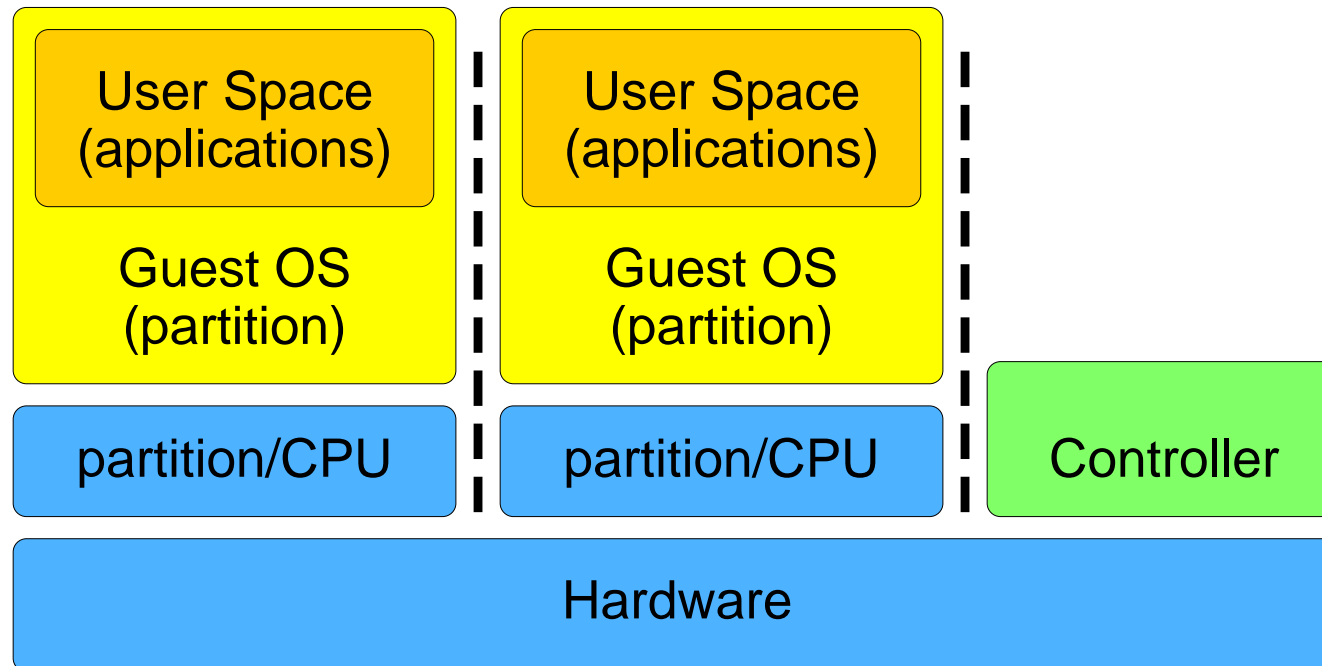 User Space
(applications)
Guest OS
(partition)
partition/CPU
User Space
(applications)
Guest OS
(partition)
partition/CPU
Controller
Hardware